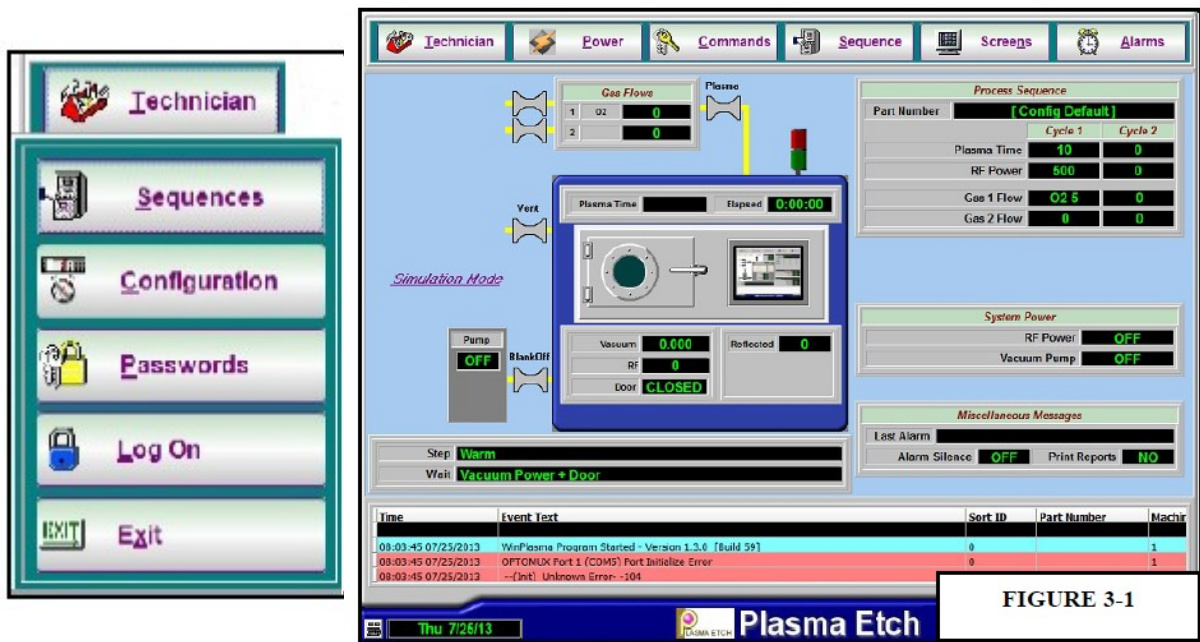 Technician
Sequences
Configuration
Passwords
Log On
EXIT Exit
Technician Power Commands Sequence Screens Alarms
Gas Flows
1 O2 0
2 0
Plasma
Vent
Simulation Mode
Plasma Time Elapsed 0:00:00
Pump
OFF
BlankOff
Vacuum 0.000
RF 0
Door CLOSED
Reflected 0
Process Sequence
Part Number [Config Default]
Cycle 1 Cycle 2
Plasma Time 10 0
RF Power 500 0
Gas 1 Flow O2 5 0
Gas 2 Flow 0 0
System Power
RF Power OFF
Vacuum Pump OFF
Miscellaneous Messages
Last Alarm
Alarm Silence OFF Print Reports NO
Step Warm
Wait Vacuum Power + Door
Time Event Text Sort ID Part Number Machin
08:03:45 07/25/2013 WinPlasma Program Started - Version 1.3.0 [Build 59] 0 1
08:03:45 07/25/2013 OPTOMUX Port 1 (COM5) Port Initialize Error 0 1
08:03:45 07/25/2013 --(Init) Unknown Error- -104
Thu 7/25/13
PLASMA ETCH Plasma Etch
FIGURE 3-1